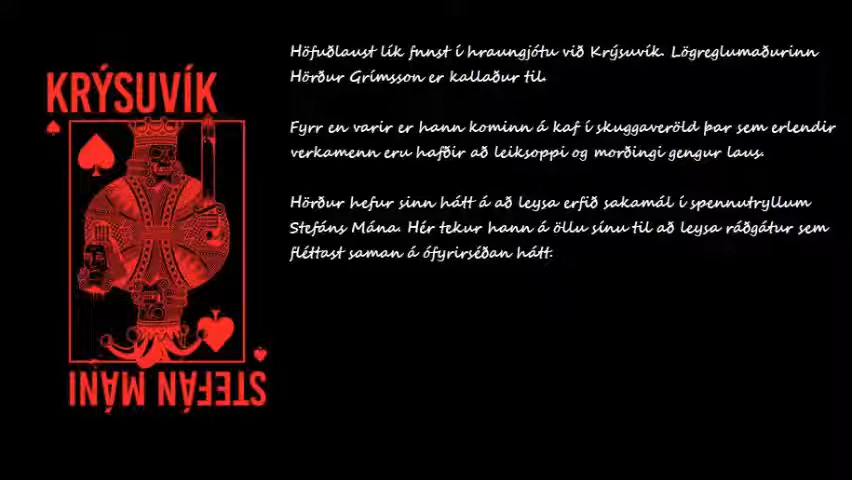 KRÝSUVÍK
STEFÁN MÁNI
Höfuðlaust lík fnnst í hraungjótu við Krýsuvík. Lögreglumaðurinn
Hörður Grímsson er kallaður til.
Fyrr en varir er hann kominn á kaf í skuggaveröld þar sem erlendir
verkamenn eru hafðir að leiksoppi og morðingi gengur laus.
Hörður hefur sinn hátt á að leysa erfið sakamál í spennutryllum
Stefáns Mána. Hér tekur hann á öllu sínu til að leysa ráðgátur sem
fléttast saman á ófyrirséðan hátt.